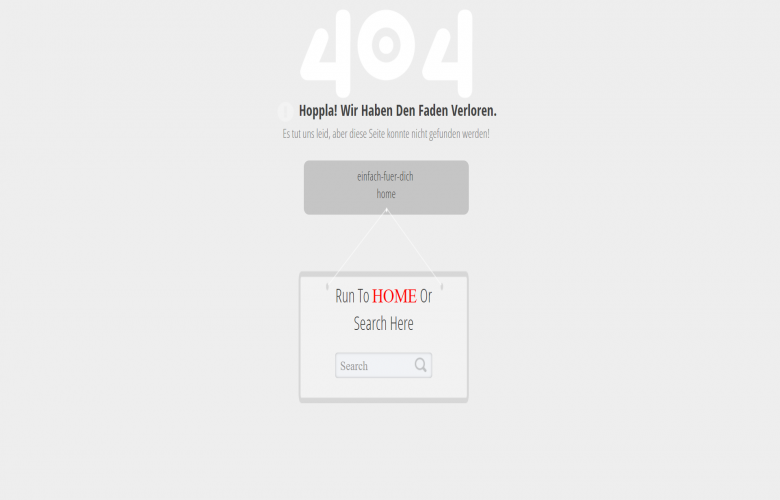 404
Hoppla! Wir Haben Den Faden Verloren.
Es tut uns leid, aber diese Seite konnte nicht gefunden werden!
einfach-fuer-dich
home
Run To HOME Or
Search Here
Search